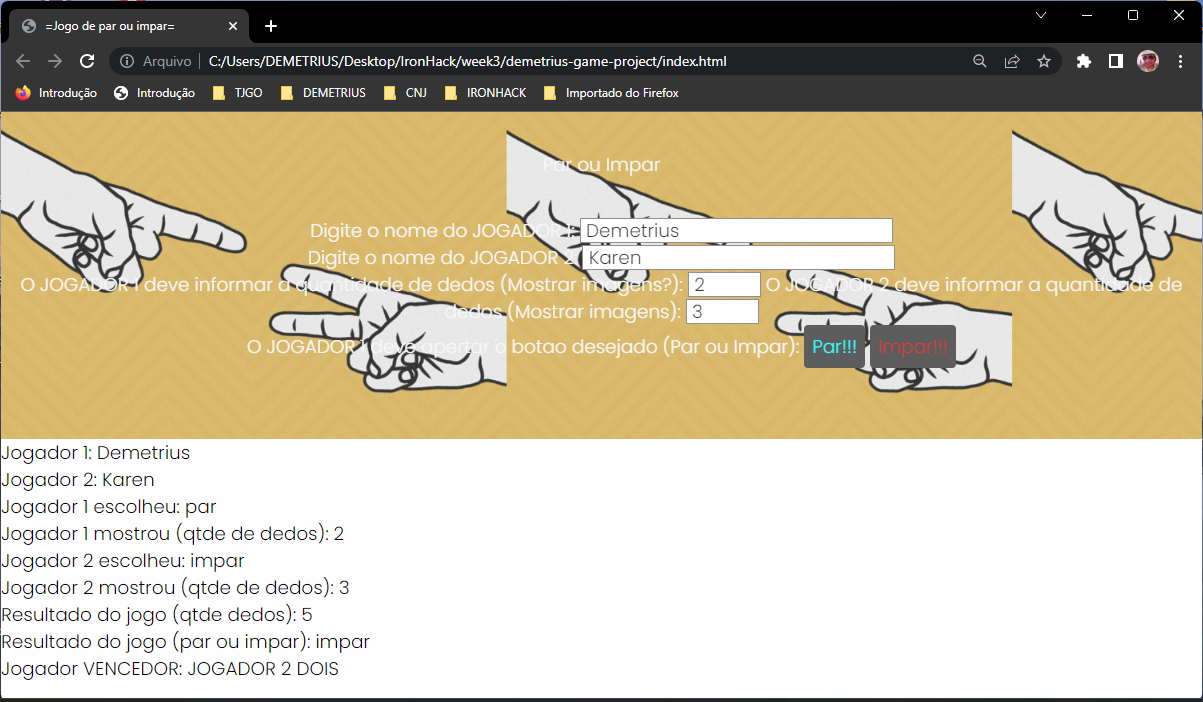 =Jogo de par ou impar=
Arquivo C:/Users/DEMETRIUS/Desktop/IronHack/week3/demetrius-game-project/index.html
Introdução Introdução TJGO DEMETRIUS CNJ IRONHACK Importado do Firefox
Par ou Impar
Digite o nome do JOGADOR 1: Demetrius
Digite o nome do JOGADOR 2: Karen
O JOGADOR 1 deve informar a quantidade de dedos (Mostrar imagens?): 2 O JOGADOR 2 deve informar a quantidade de
dedos (Mostrar imagens): 3
O JOGADOR 1 deve apertar o botao desejado (Par ou Impar): Par!!! Impar!!!
Jogador 1: Demetrius
Jogador 2: Karen
Jogador 1 escolheu: par
Jogador 1 mostrou (qtde de dedos): 2
Jogador 2 escolheu: impar
Jogador 2 mostrou (qtde de dedos): 3
Resultado do jogo (qtde dedos): 5
Resultado do jogo (par ou impar): impar
Jogador VENCEDOR: JOGADOR 2 DOIS